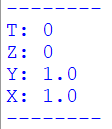 --------
T: 0
Z: 0
Y: 1.0
X: 1.0
--------